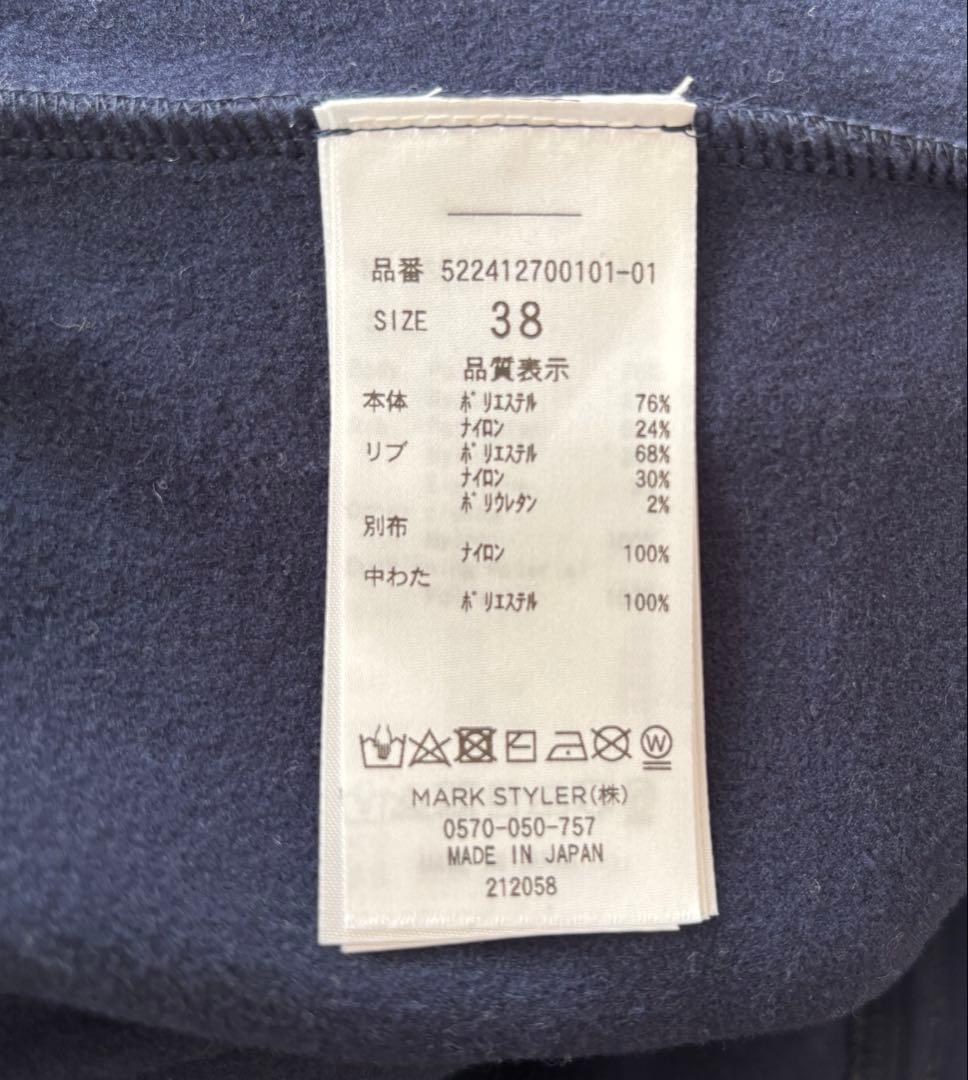 品番 522412700101-01
SIZE 38
品質表示
本体 ﾎﾟﾘｴｽﾃﾙ 76%
ﾅｲﾛﾝ 24%
リブ ﾎﾟﾘｴｽﾃﾙ 68%
ﾅｲﾛﾝ 30%
ﾎﾟﾘｳﾚﾀﾝ 2%
別布
ﾅｲﾛﾝ 100%
中わた
ﾎﾟﾘｴｽﾃﾙ 100%
W
MARK STYLER(株)
0570-050-757
MADE IN JAPAN
212058